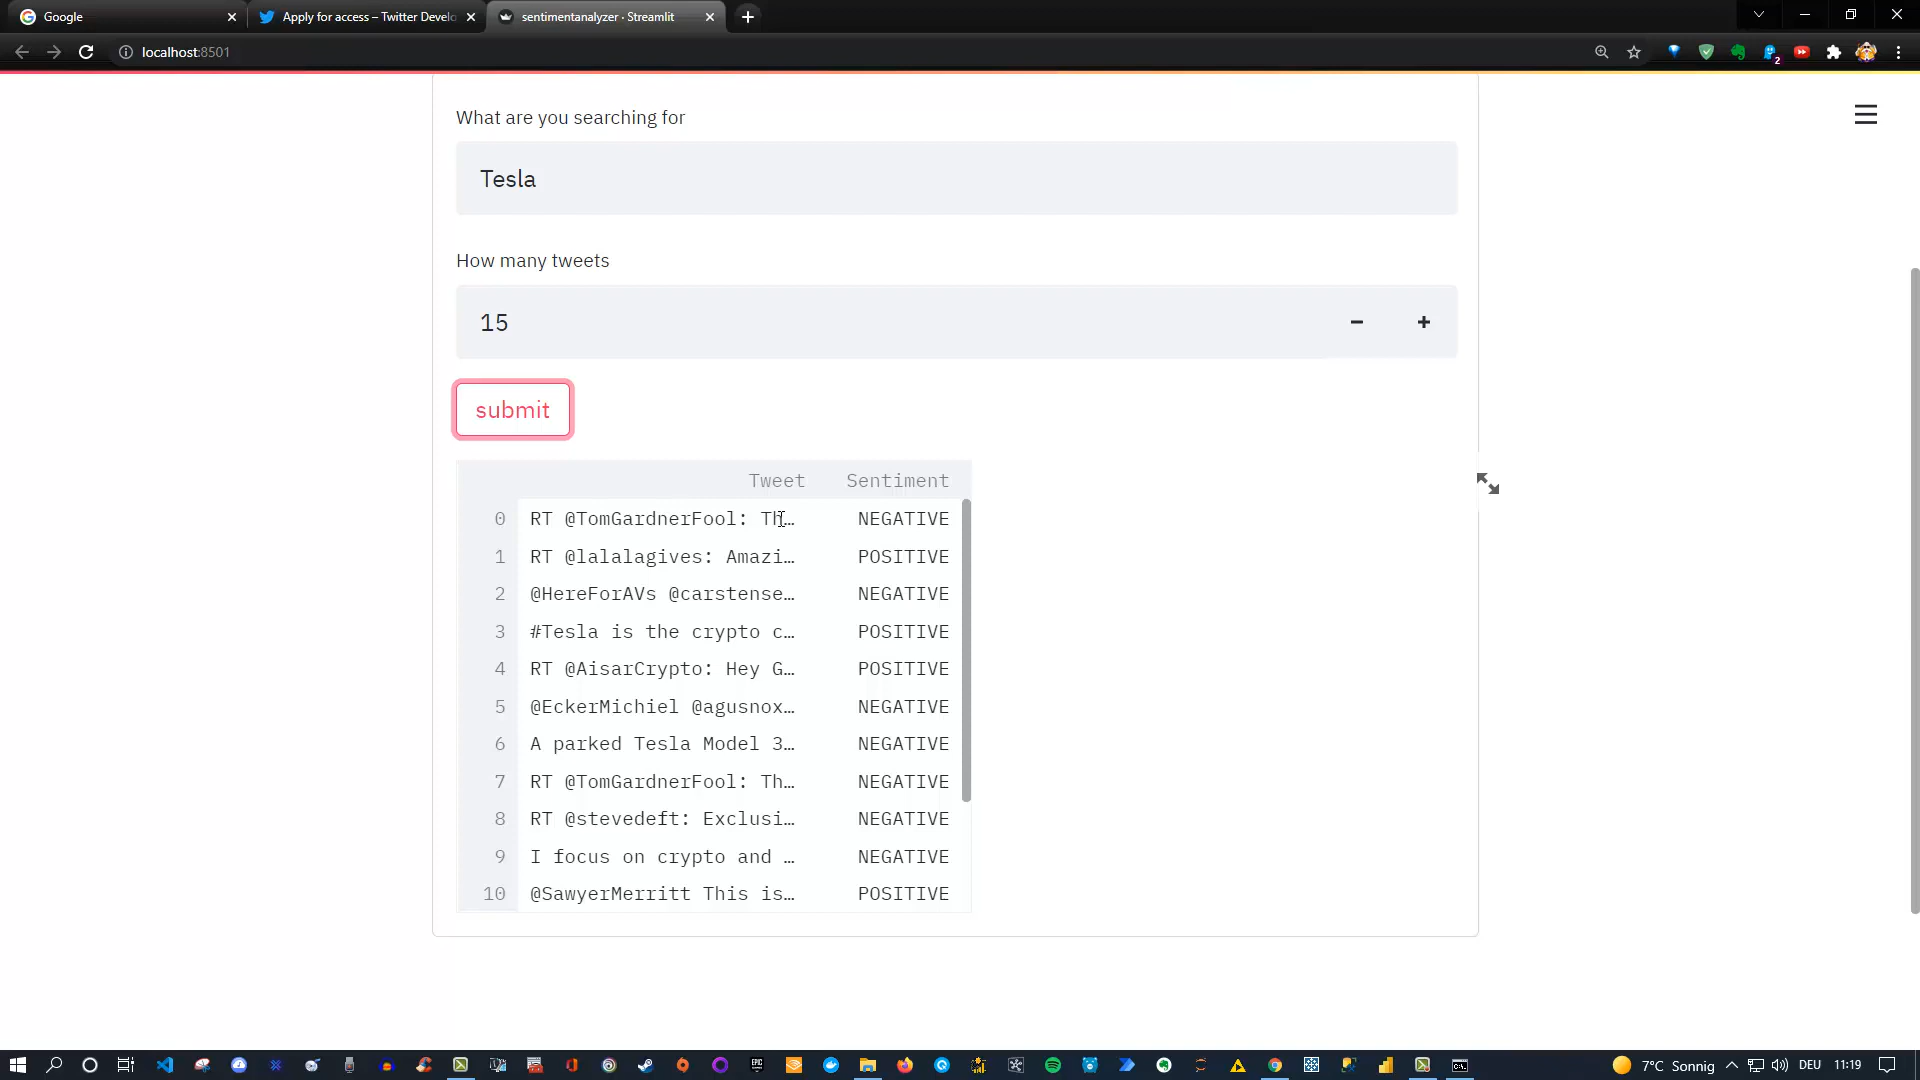 Google
Apply for access – Twitter Develo
sentimentanalyzer · Streamlit
localhost:8501
2
What are you searching for
Tesla
How many tweets
15
submit
Tweet Sentiment
0 RT @TomGardnerFool: Th… NEGATIVE
1 RT @lalalagives: Amazi… POSITIVE
2 @HereForAVs @carstense… NEGATIVE
3 #Tesla is the crypto c… POSITIVE
4 RT @AisarCrypto: Hey G… POSITIVE
5 @EckerMichiel @agusnox… NEGATIVE
6 A parked Tesla Model 3… NEGATIVE
7 RT @TomGardnerFool: Th… NEGATIVE
8 RT @stevedeft: Exclusi… NEGATIVE
9 I focus on crypto and … NEGATIVE
10 @SawyerMerritt This is… POSITIVE
7°C Sonnig DEU 11:19